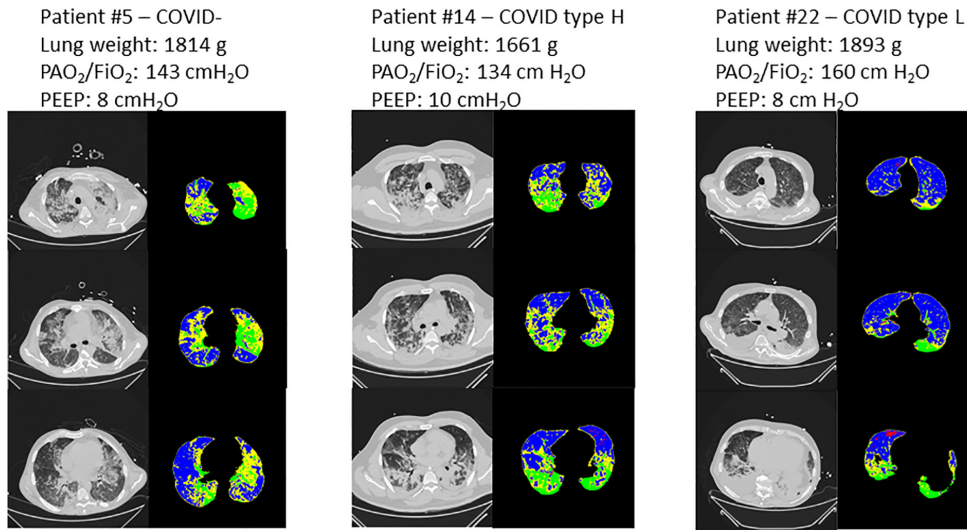 Patient #5 – COVID-
Lung weight: 1814 g
PAO₂/FiO₂: 143 cmH₂O
PEEP: 8 cmH₂O
Patient #14 – COVID type H
Lung weight: 1661 g
PAO₂/FiO₂: 134 cm H₂O
PEEP: 10 cmH₂O
Patient #22 – COVID type L
Lung weight: 1893 g
PAO₂/FiO₂: 160 cm H₂O
PEEP: 8 cm H₂O